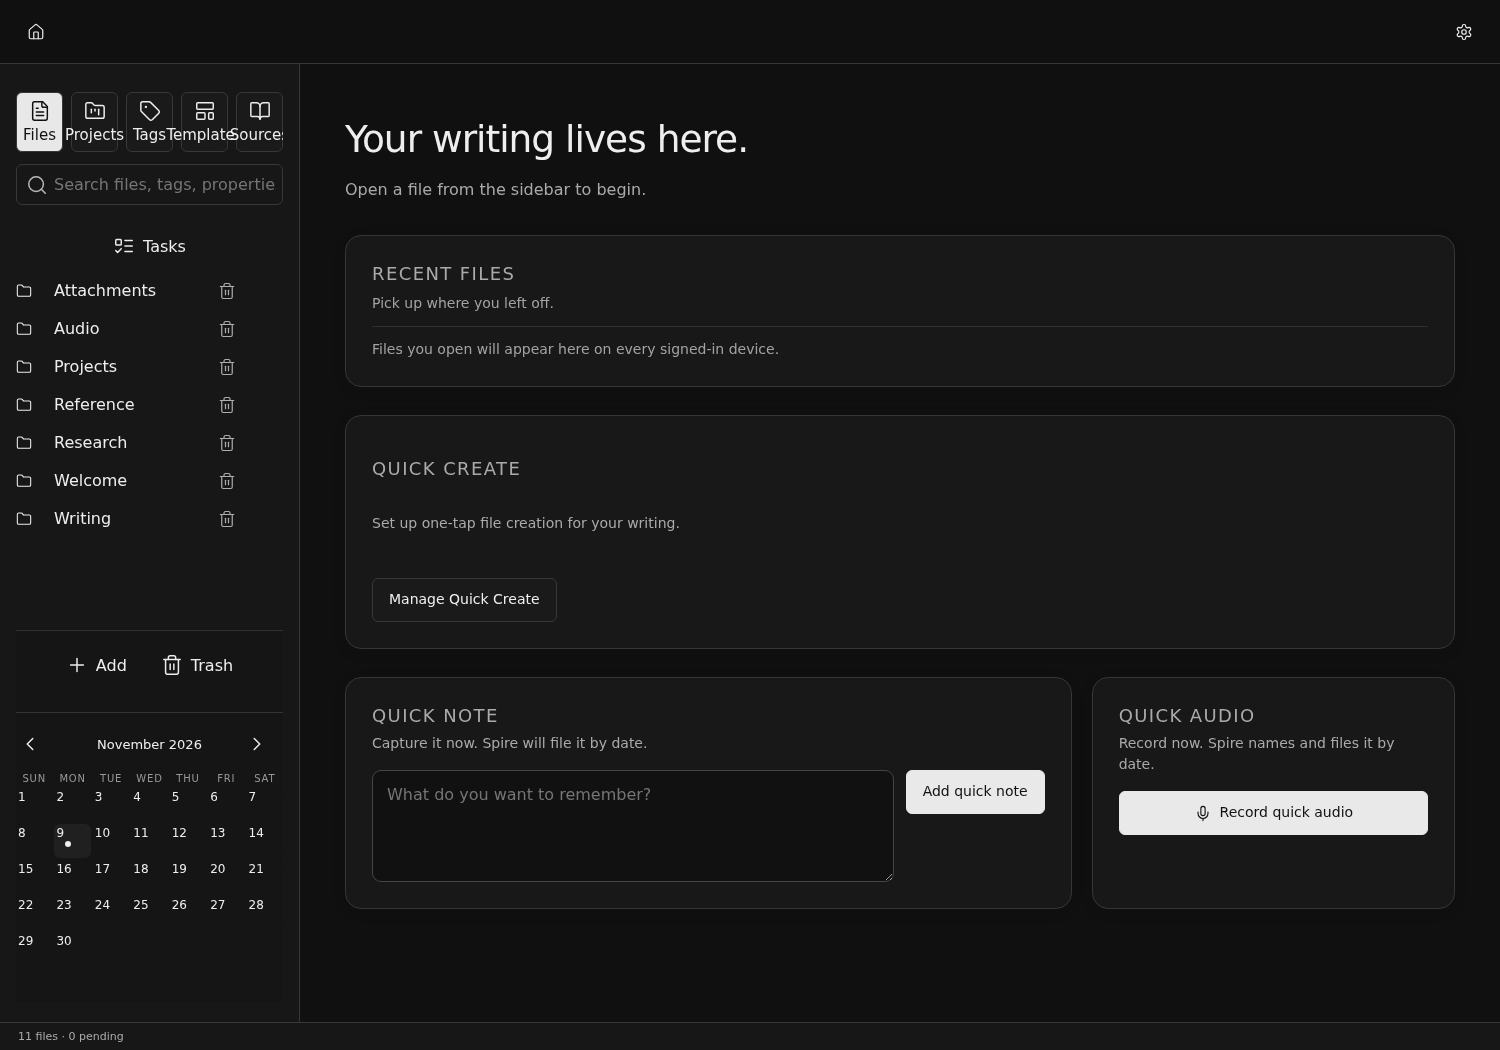 Files
Projects
Tags
Template
Source
Search files, tags, propertie
Tasks
Attachments
Audio
Projects
Reference
Research
Welcome
Writing
Add
Trash
November 2026
SUN MON TUE WED THU FRI SAT
1 2 3 4 5 6 7
8 9 10 11 12 13 14
15 16 17 18 19 20 21
22 23 24 25 26 27 28
29 30
Your writing lives here.
Open a file from the sidebar to begin.
RECENT FILES
Pick up where you left off.
Files you open will appear here on every signed-in device.
QUICK CREATE
Set up one-tap file creation for your writing.
Manage Quick Create
QUICK NOTE
Capture it now. Spire will file it by date.
What do you want to remember?
Add quick note
QUICK AUDIO
Record now. Spire names and files it by
date.
Record quick audio
11 files · 0 pending